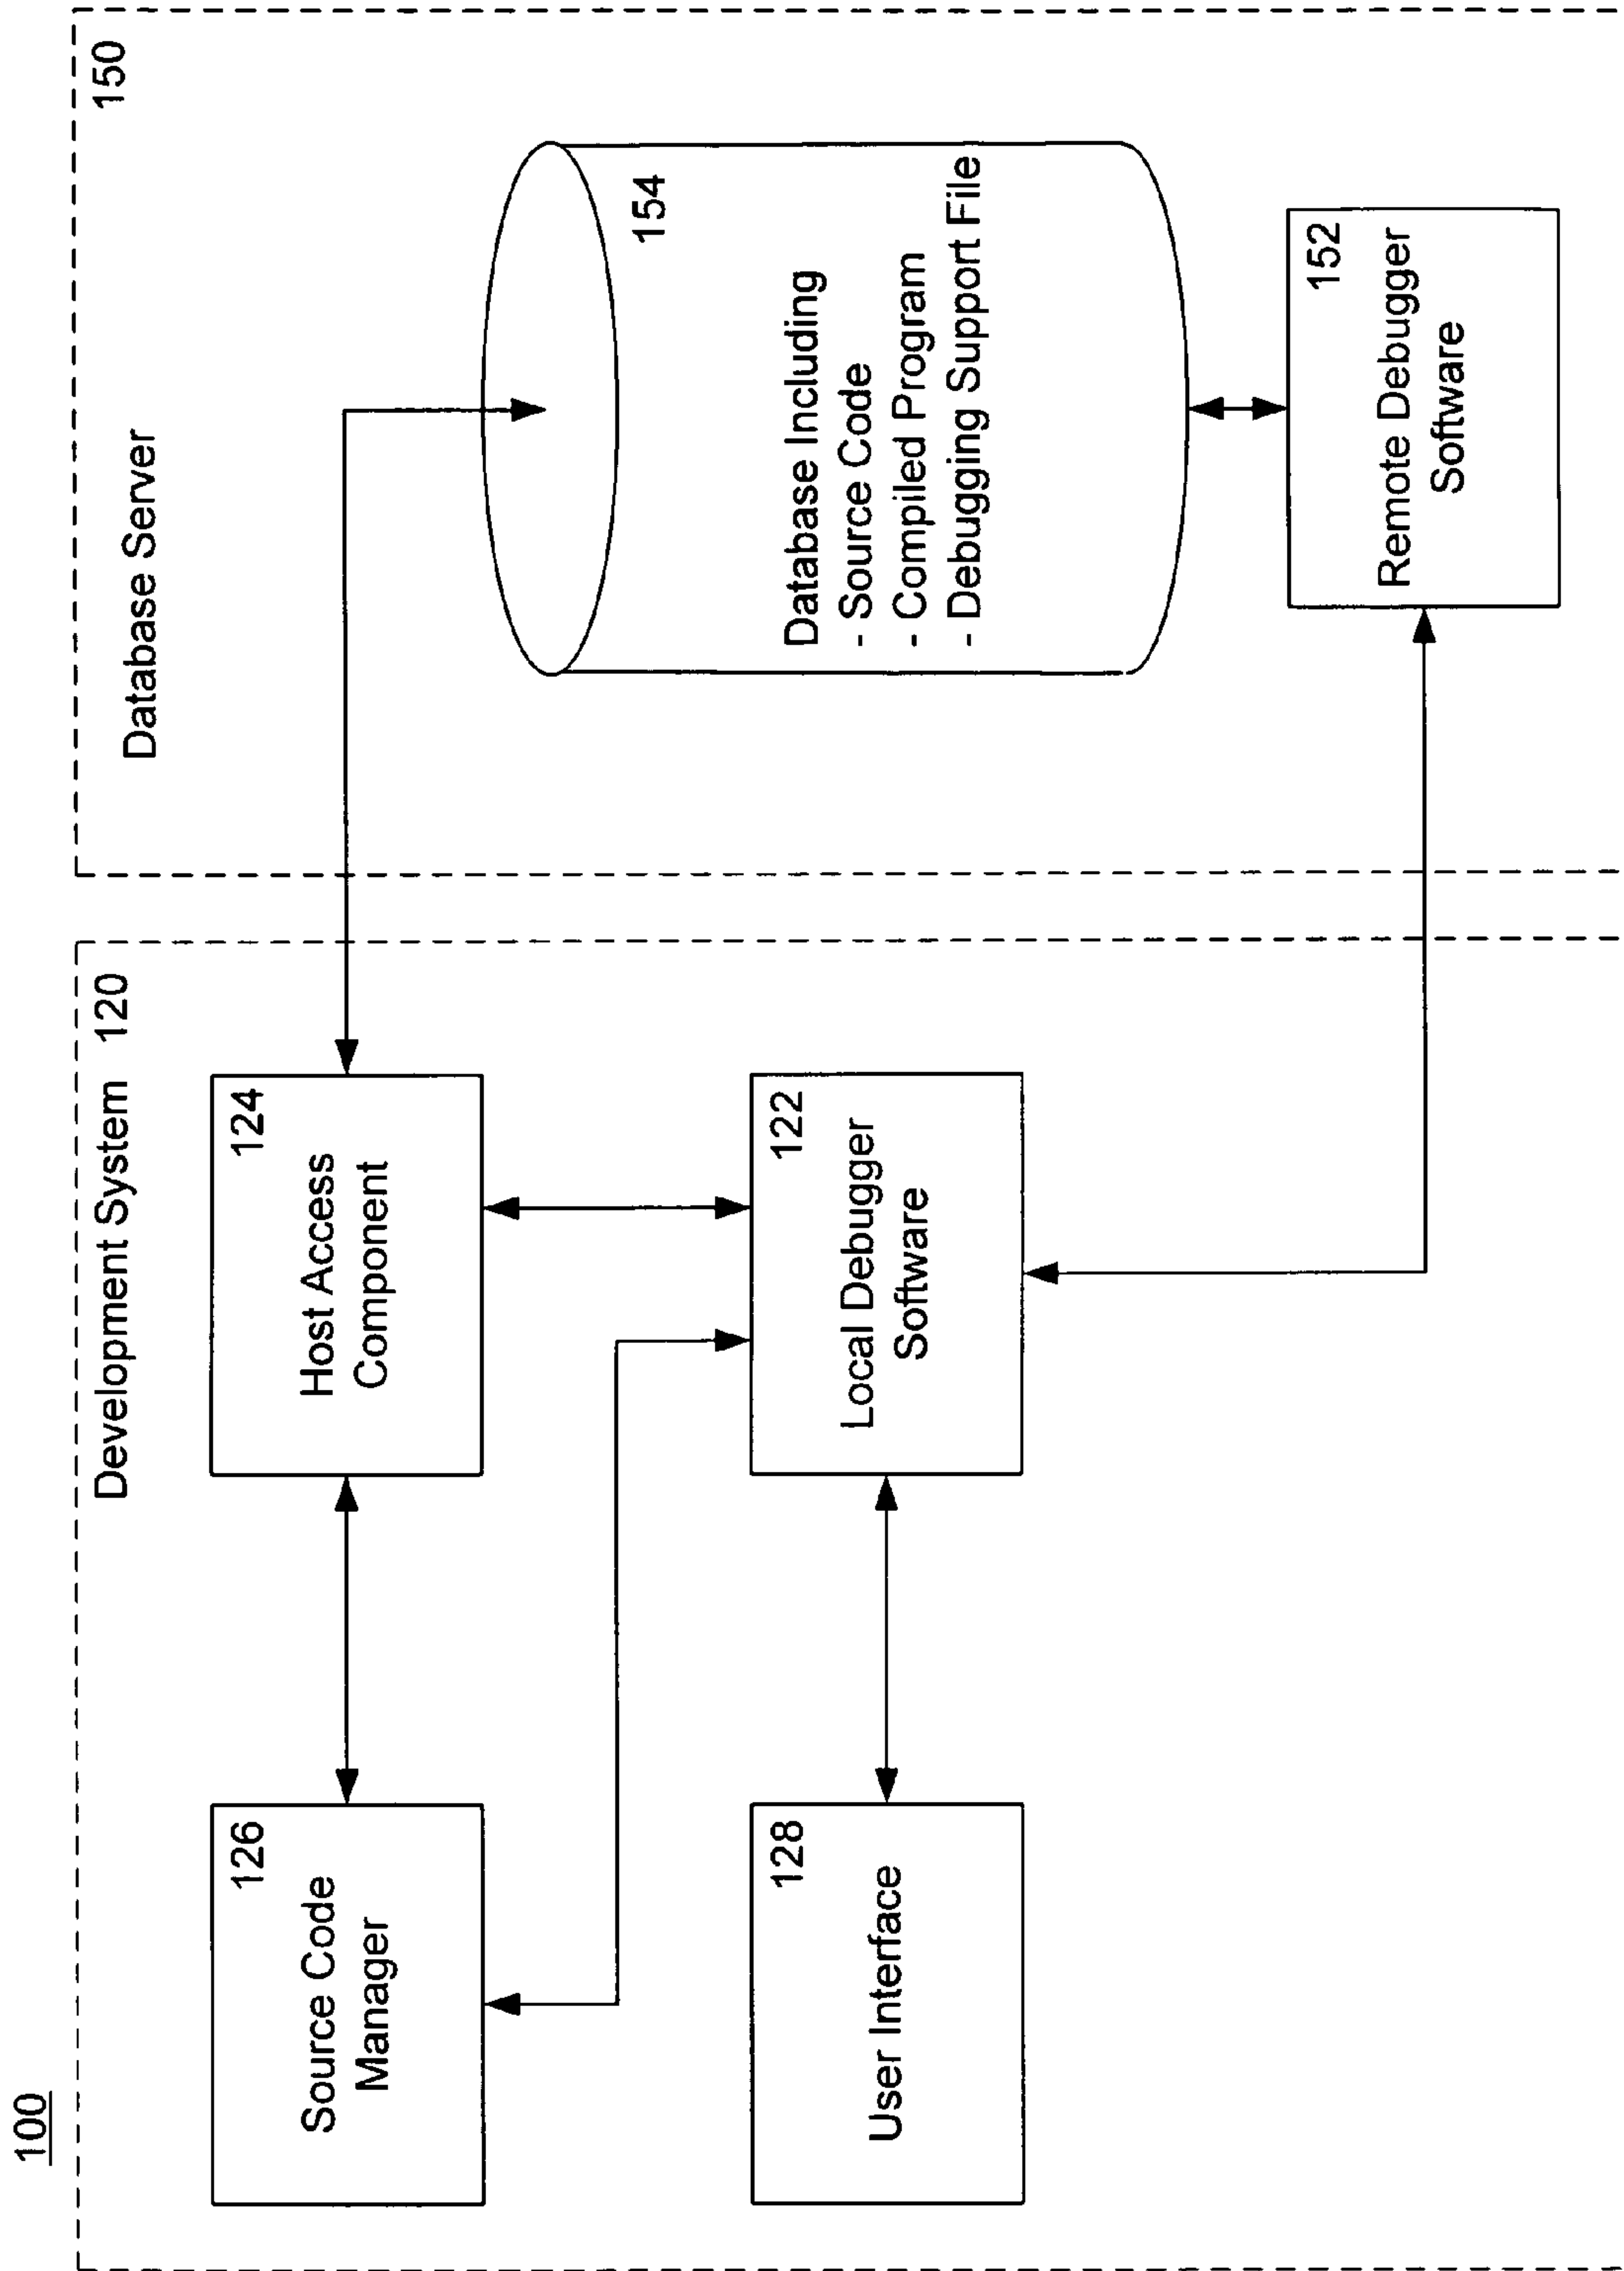 100
Development System 120
126
Source Code
Manager
124
Host Access
Component
128
User Interface
122
Local Debugger
Software
150
Database Server
154
Database Including
- Source Code
- Compiled Program
- Debugging Support File
152
Remote Debugger
Software